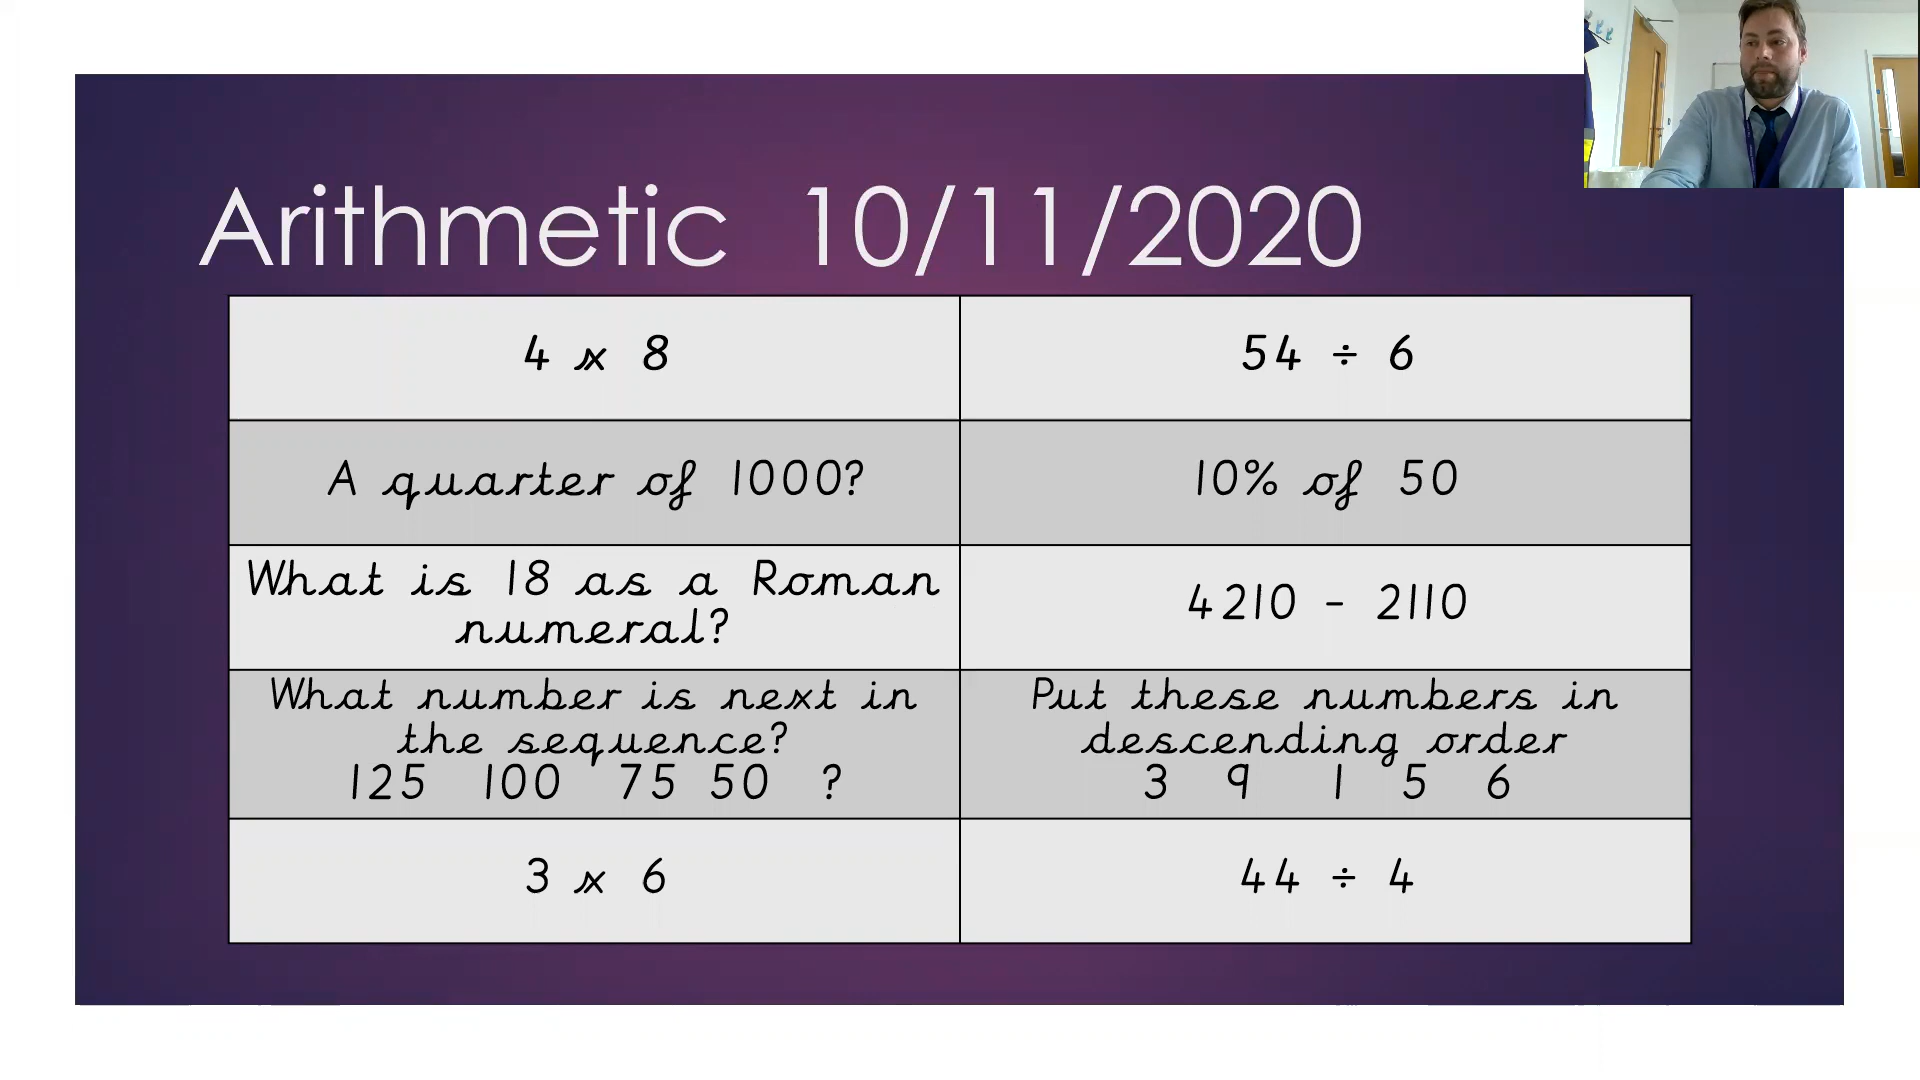 Arithmetic 10/11/2020
4 x 8
54 ÷ 6
A quarter of 1000?
10% of 50
What is 18 as a Roman
numeral?
4210 - 2110
What number is next in
the sequence?
125 100 75 50 ?
Put these numbers in
descending order
3 9 1 5 6
3 x 6
44 ÷ 4